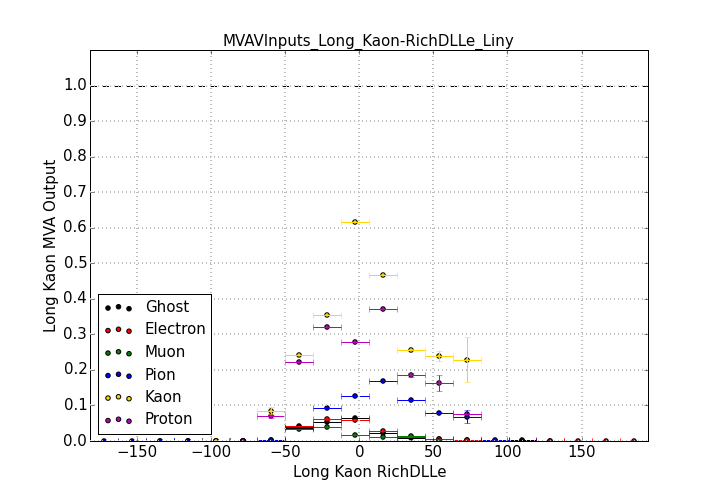 MVAVInputs_Long_Kaon-RichDLLe_Liny
Long Kaon MVA Output
1.0
0.9
0.8
0.7
0.6
0.5
0.4
0.3
0.2
0.1
0.0
Ghost
Electron
Muon
Pion
Kaon
Proton
−150 −100 −50 0 50 100 150
Long Kaon RichDLLe